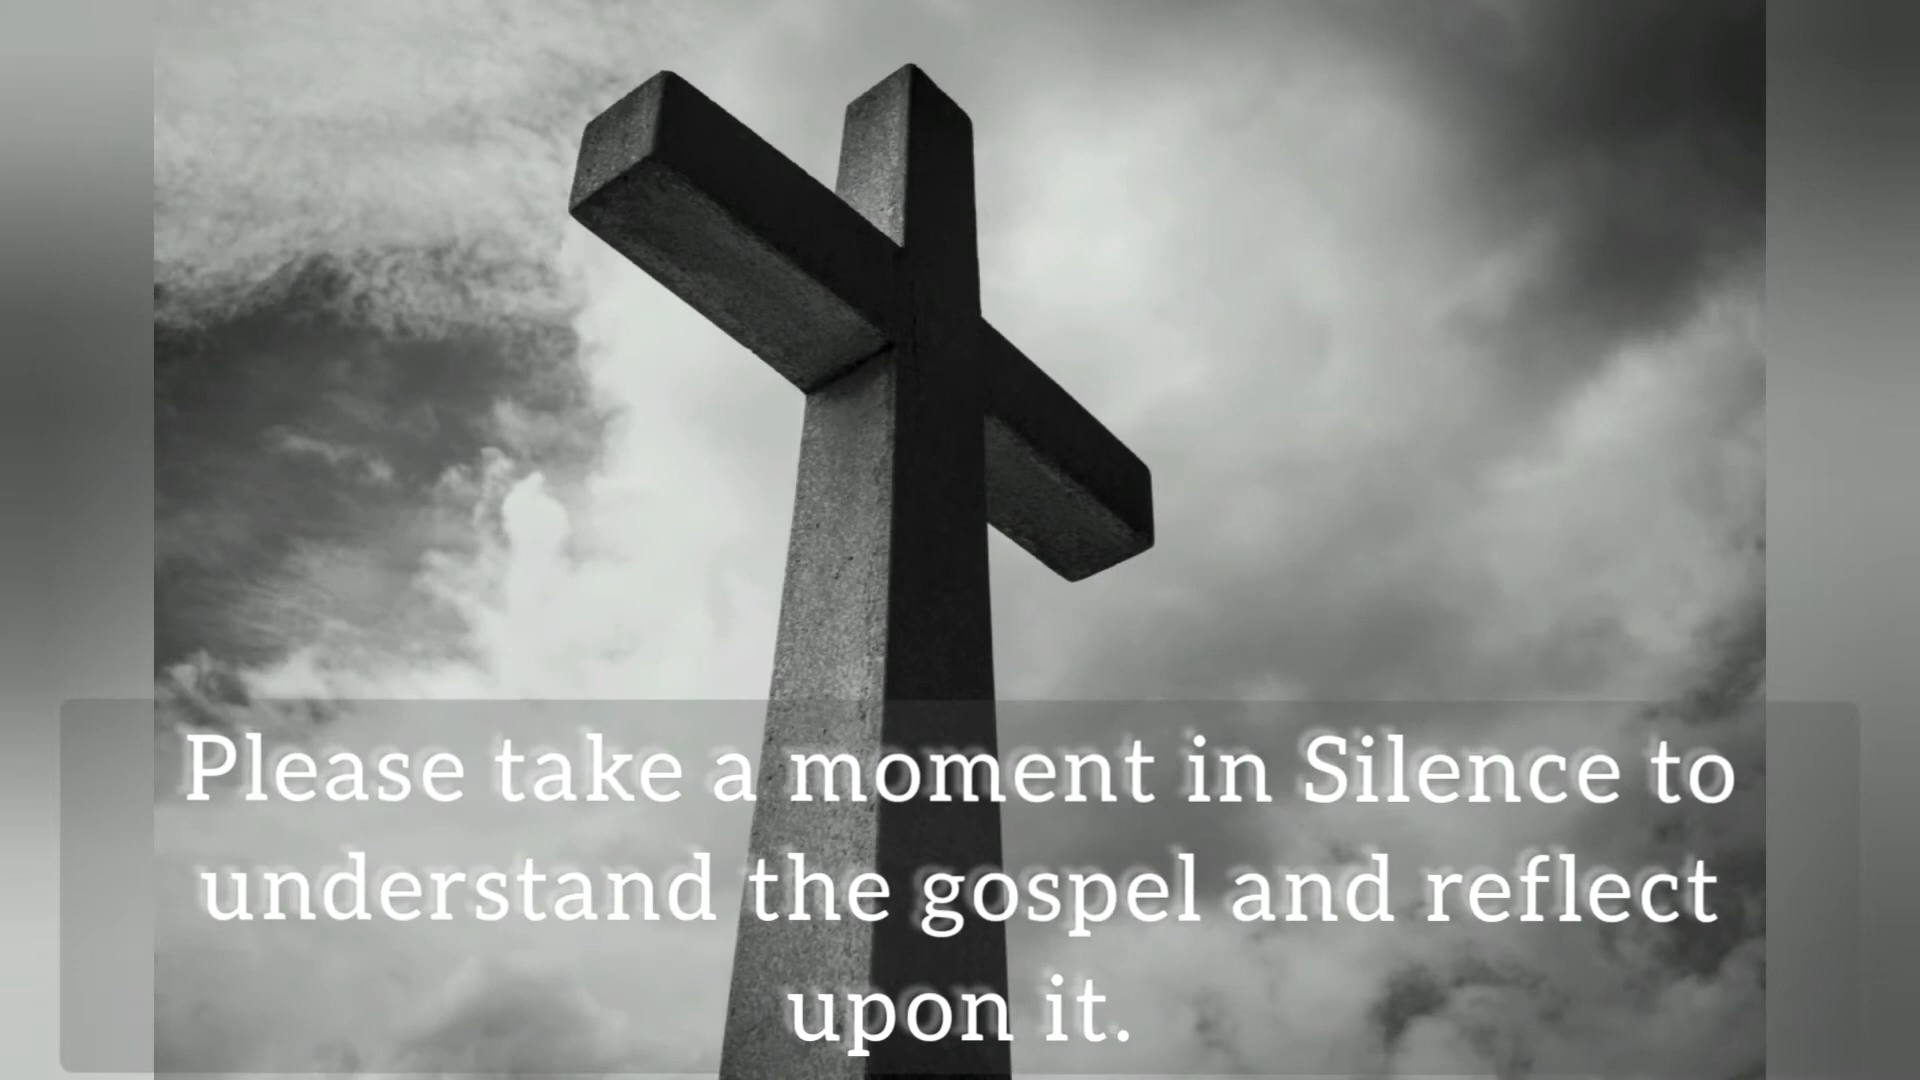 Please take a moment in Silence to
understand the gospel and reflect
upon it.